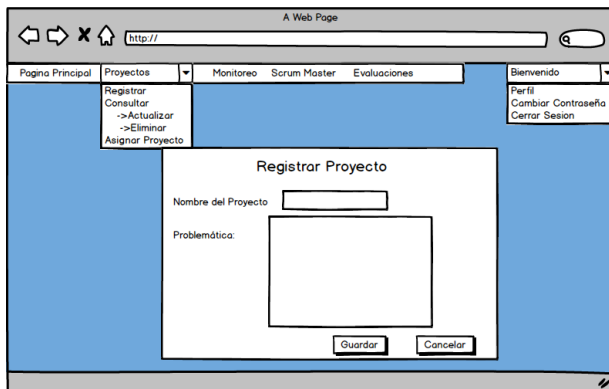 A Web Page
http://
Pagina Principal Proyectos Monitoreo Scrum Master Evaluaciones Bienvenido
Registrar
Consultar
->Actualizar
->Eliminar
Asignar Proyecto
Perfil
Cambiar Contraseña
Cerrar Sesion
Registrar Proyecto
Nombre del Proyecto
Problemática:
Guardar Cancelar